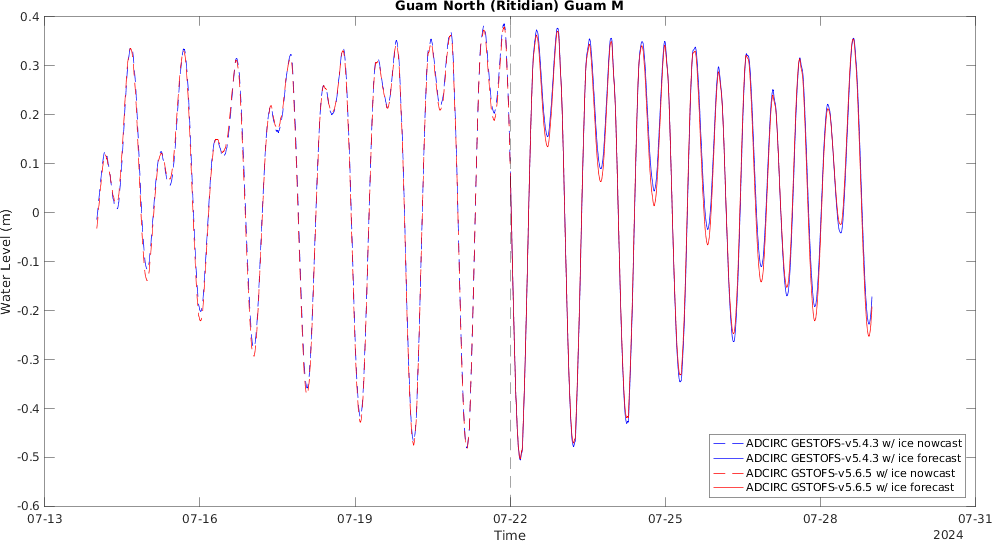 Guam North (Ritidian) Guam M
0.4
0.3
0.2
0.1
0
-0.1
-0.2
-0.3
-0.4
-0.5
-0.6
Water Level (m)
ADCIRC GESTOFS-v5.4.3 w/ ice nowcast
ADCIRC GESTOFS-v5.4.3 w/ ice forecast
ADCIRC GSTOFS-v5.6.5 w/ ice nowcast
ADCIRC GSTOFS-v5.6.5 w/ ice forecast
07-13 07-16 07-19 07-22 07-25 07-28 07-31
Time
2024